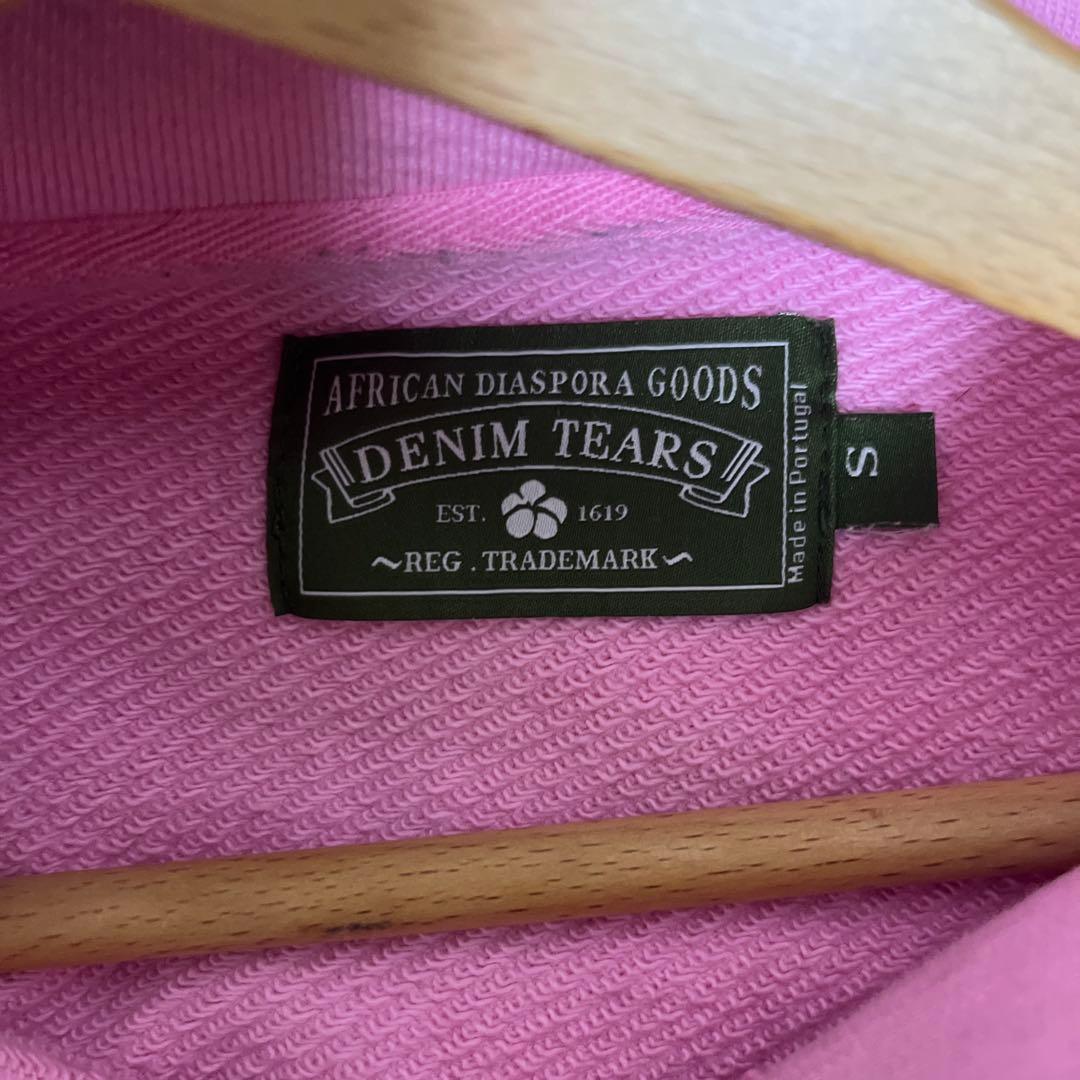 AFRICAN DIASPORA GOODS
DENIM TEARS
EST. 1619
~REG . TRADEMARK~
Made in Portugal
S